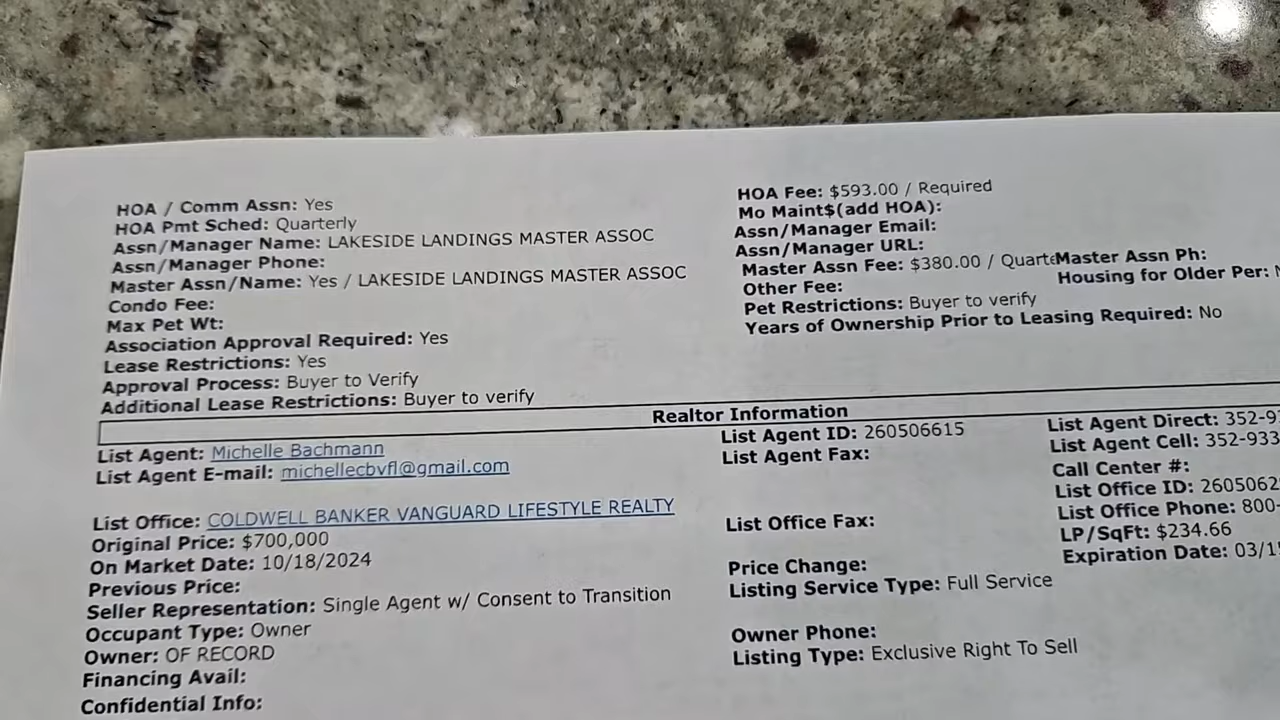 HOA / Comm Assn: Yes
HOA Pmt Sched: Quarterly
Assn/Manager Name: LAKESIDE LANDINGS MASTER ASSOC
Assn/Manager Phone:
Master Assn/Name: Yes / LAKESIDE LANDINGS MASTER ASSOC
Condo Fee:
Max Pet Wt:
Association Approval Required: Yes
Lease Restrictions: Yes
Approval Process: Buyer to Verify
Additional Lease Restrictions: Buyer to verify
HOA Fee: $593.00 / Required
Mo Maint$(add HOA):
Assn/Manager Email:
Assn/Manager URL:
Master Assn Fee: $380.00 / Quarte
Other Fee:
Pet Restrictions: Buyer to verify
Years of Ownership Prior to Leasing Required: No
Master Assn Ph:
Housing for Older Per:
Realtor Information
List Agent: Michelle Bachmann
List Agent E-mail: michellecbvfl@gmail.com
List Office: COLDWELL BANKER VANGUARD LIFESTYLE REALTY
Original Price: $700,000
On Market Date: 10/18/2024
Previous Price:
Seller Representation: Single Agent w/ Consent to Transition
Occupant Type: Owner
Owner: OF RECORD
Financing Avail:
Confidential Info:
List Agent ID: 260506615
List Agent Fax:
List Office Fax:
Price Change:
Listing Service Type: Full Service
Owner Phone:
Listing Type: Exclusive Right To Sell
List Agent Direct: 352-9
List Agent Cell: 352-933
Call Center #:
List Office ID: 2605062
List Office Phone: 800-
LP/SqFt: $234.66
Expiration Date: 03/1